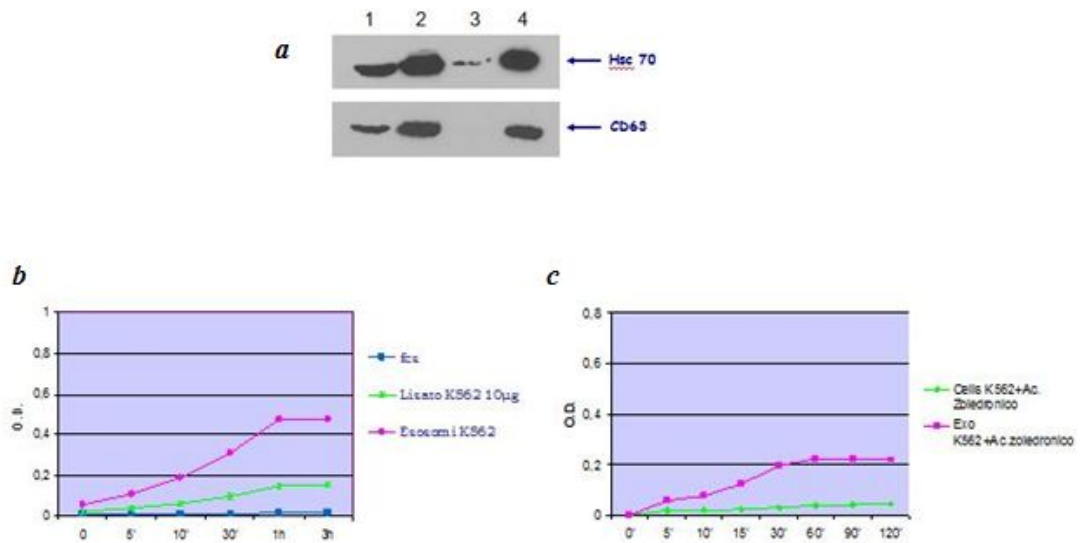 a
1 2 3 4
Hsc 70
CD63
b
1
0,8
0,6
0,4
0,2
0
O.D.
0 5' 10' 30' 1h 3h
fcs
Lisato K562 10µg
Esosomi K562
c
0,8
0,6
0,4
0,2
0
O.D.
0' 5' 10' 15' 30' 60' 90' 120'
Cells K562+Ac.
Zoledronico
Exo
K562+Ac.zoledronico